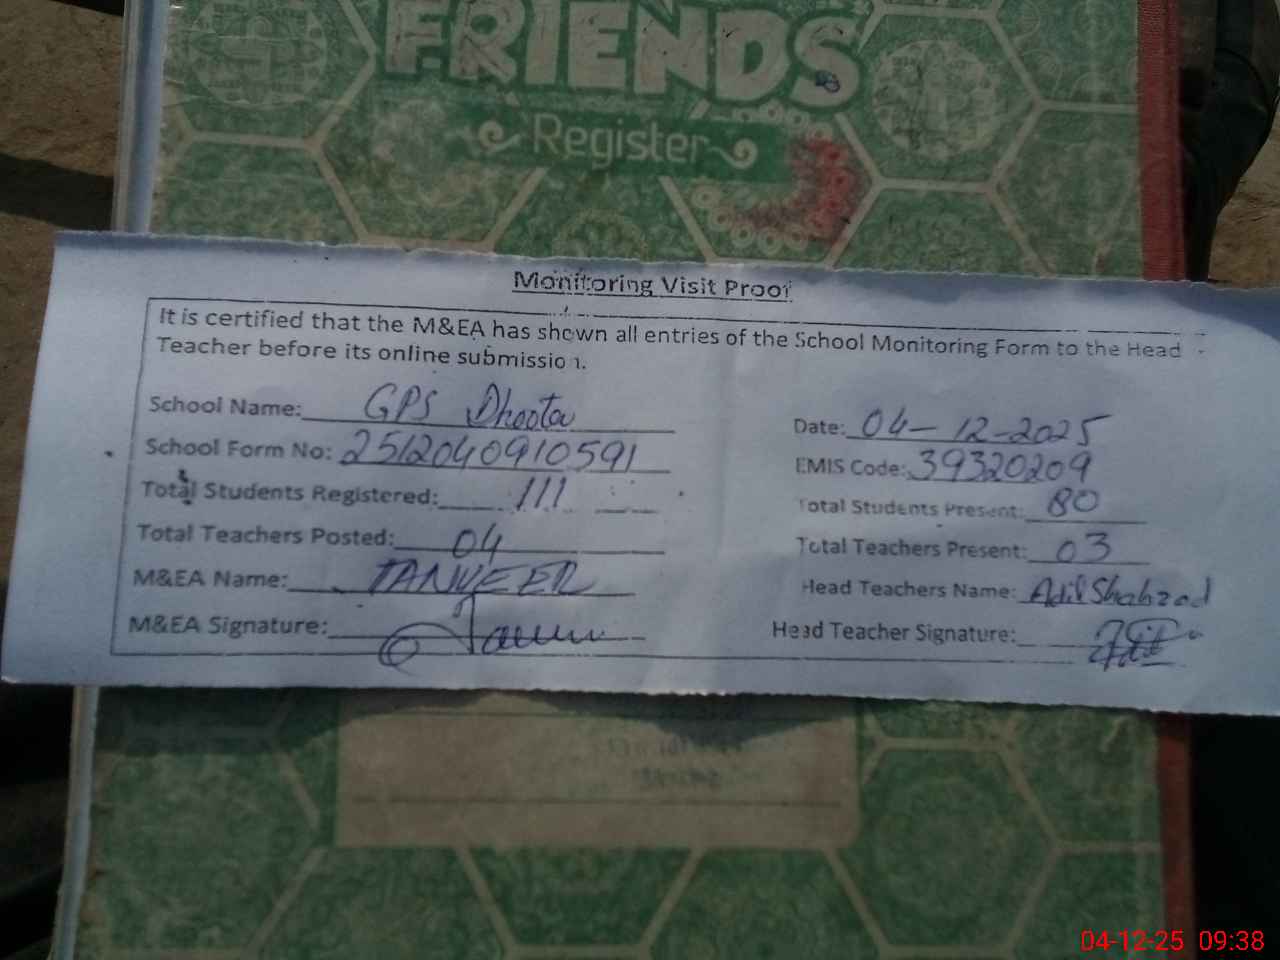 FRIENDS
Register
Monitoring Visit Proof
It is certified that the M&EA has shown all entries of the School Monitoring Form to the Head
Teacher before its online submission.
School Name: GPS Dhoota
Date: 04-12-2025
School Form No: 2512040910591
EMIS Code: 39320209
Total Students Registered: 111
Total Students Present: 80
Total Teachers Posted: 04
Total Teachers Present: 03
M&EA Name: TANVEER
Head Teachers Name: Adil Shahzad
M&EA Signature:
Head Teacher Signature:
04-12-25 09:38